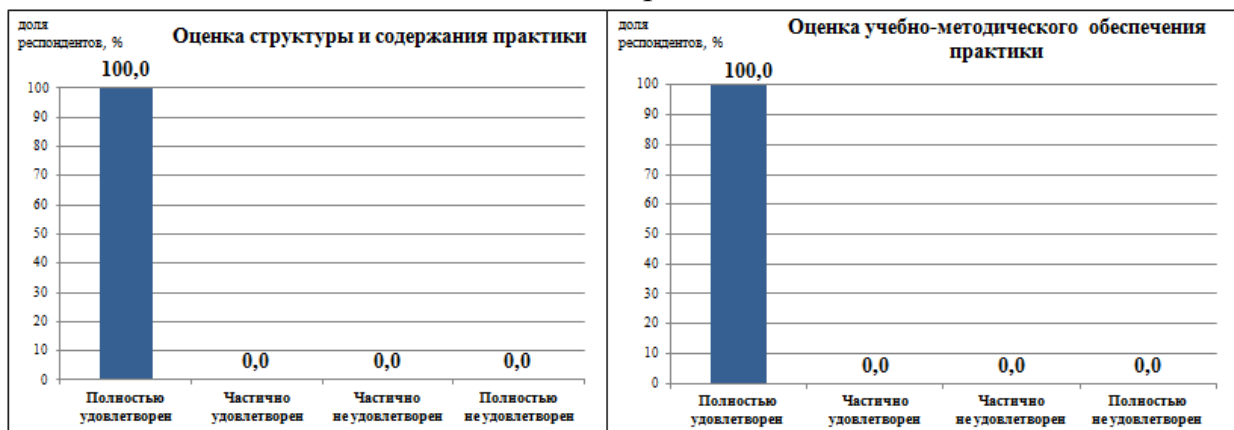 доля
респондентов, %
Оценка структуры и содержания практики
100,0
100
90
80
70
60
50
40
30
20
10
0
0,0
0,0
0,0
Полностью
удовлетворен
Частично
удовлетворен
Частично
не удовлетворен
Полностью
не удовлетворен
доля
респондентов, %
Оценка учебно-методического обеспечения
практики
100,0
100
90
80
70
60
50
40
30
20
10
0
0,0
0,0
0,0
Полностью
удовлетворен
Частично
удовлетворен
Частично
не удовлетворен
Полностью
не удовлетворен